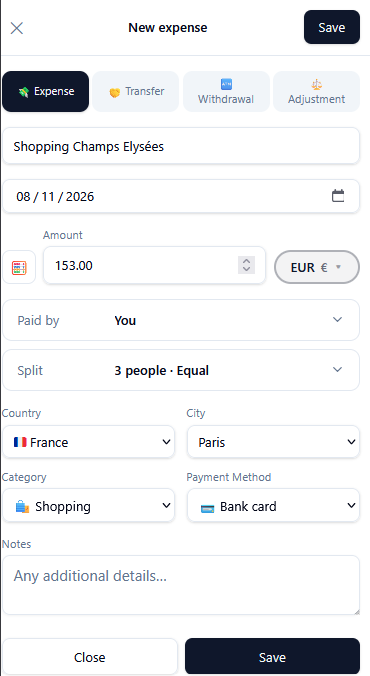 New expense
Save
Expense
Transfer
Withdrawal
Adjustment
Shopping Champs Elysées
08 / 11 / 2026
Amount
153.00
EUR €
Paid by You
Split 3 people · Equal
Country City
France Paris
Category Payment Method
Shopping Bank card
Notes
Any additional details...
Close Save